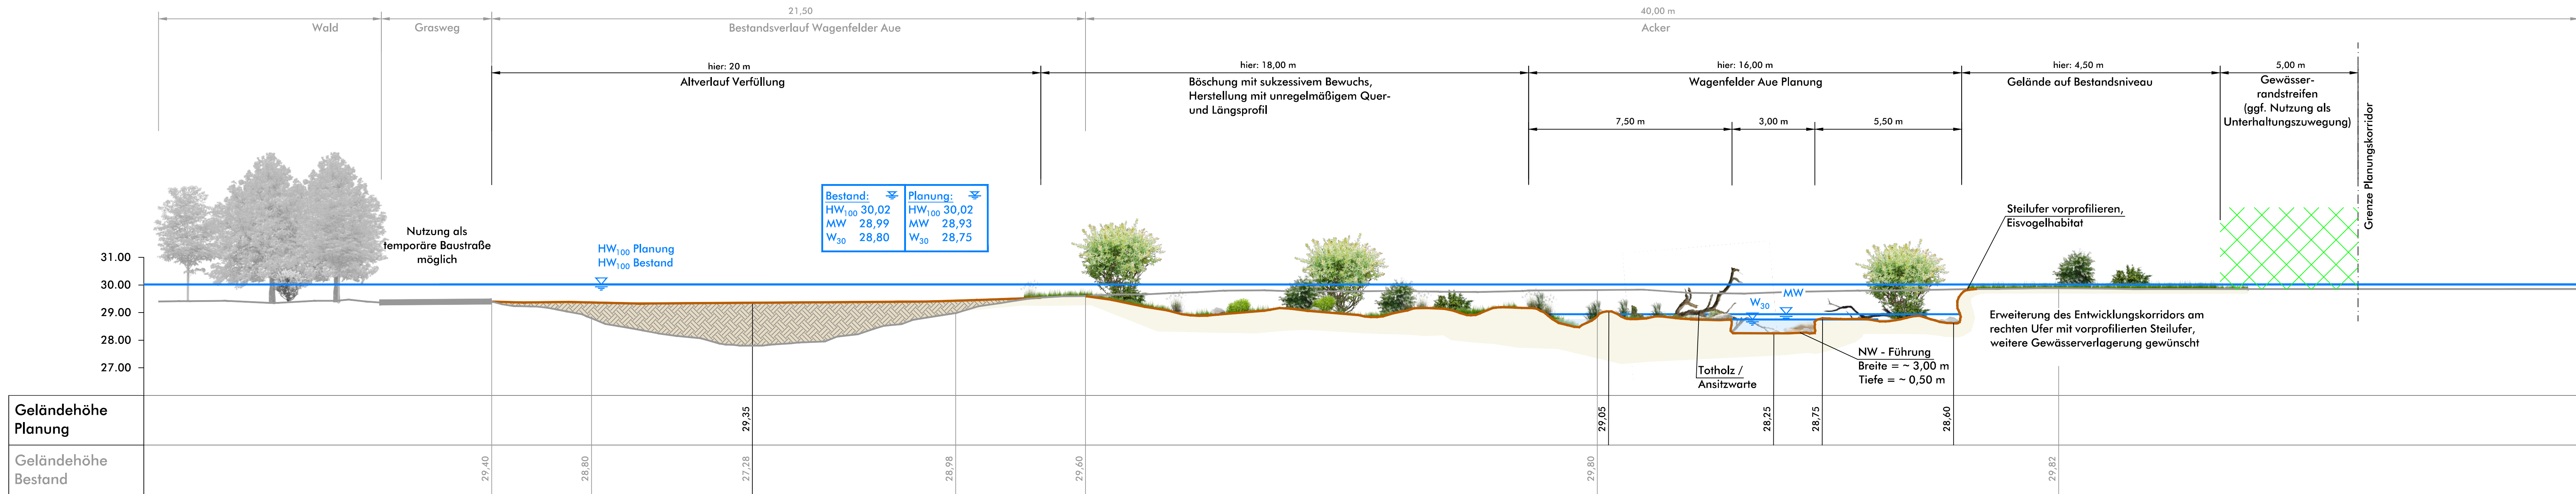 21,50
40,00 m
Wald
Grasweg
Bestandsverlauf Wagenfelder Aue
Acker
hier: 20 m
hier: 18,00 m
hier: 16,00 m
hier: 4,50 m
5,00 m
Altverlauf Verfüllung
Böschung mit sukzessivem Bewuchs,
Herstellung mit unregelmäßigem Quer-
und Längsprofil
Wagenfelder Aue Planung
Gelände auf Bestandsniveau
Gewässer-
randstreifen
(ggf. Nutzung als
Unterhaltungszuwegung)
Grenze Planungskorridor
7,50 m
3,00 m
5,50 m
Bestand:
HW100 30,02
MW 28,99
W30 28,80
Planung:
HW100 30,02
MW 28,93
W30 28,75
Steilufer vorprofilieren,
Eisvogelhabitat
Nutzung als
temporäre Baustraße
möglich
HW100 Planung
HW100 Bestand
31.00
30.00
29.00
28.00
27.00
MW
W30
Erweiterung des Entwicklungskorridors am
rechten Ufer mit vorprofilierten Steilufer,
weitere Gewässerverlagerung gewünscht
NW - Führung
Breite = ~ 3,00 m
Tiefe = ~ 0,50 m
Totholz /
Ansitzwarte
Geländehöhe
Planung
29,35
29,05
28,25
28,75
28,60
Geländehöhe
Bestand
29,40
28,80
27,28
28,98
29,60
29,80
29,82